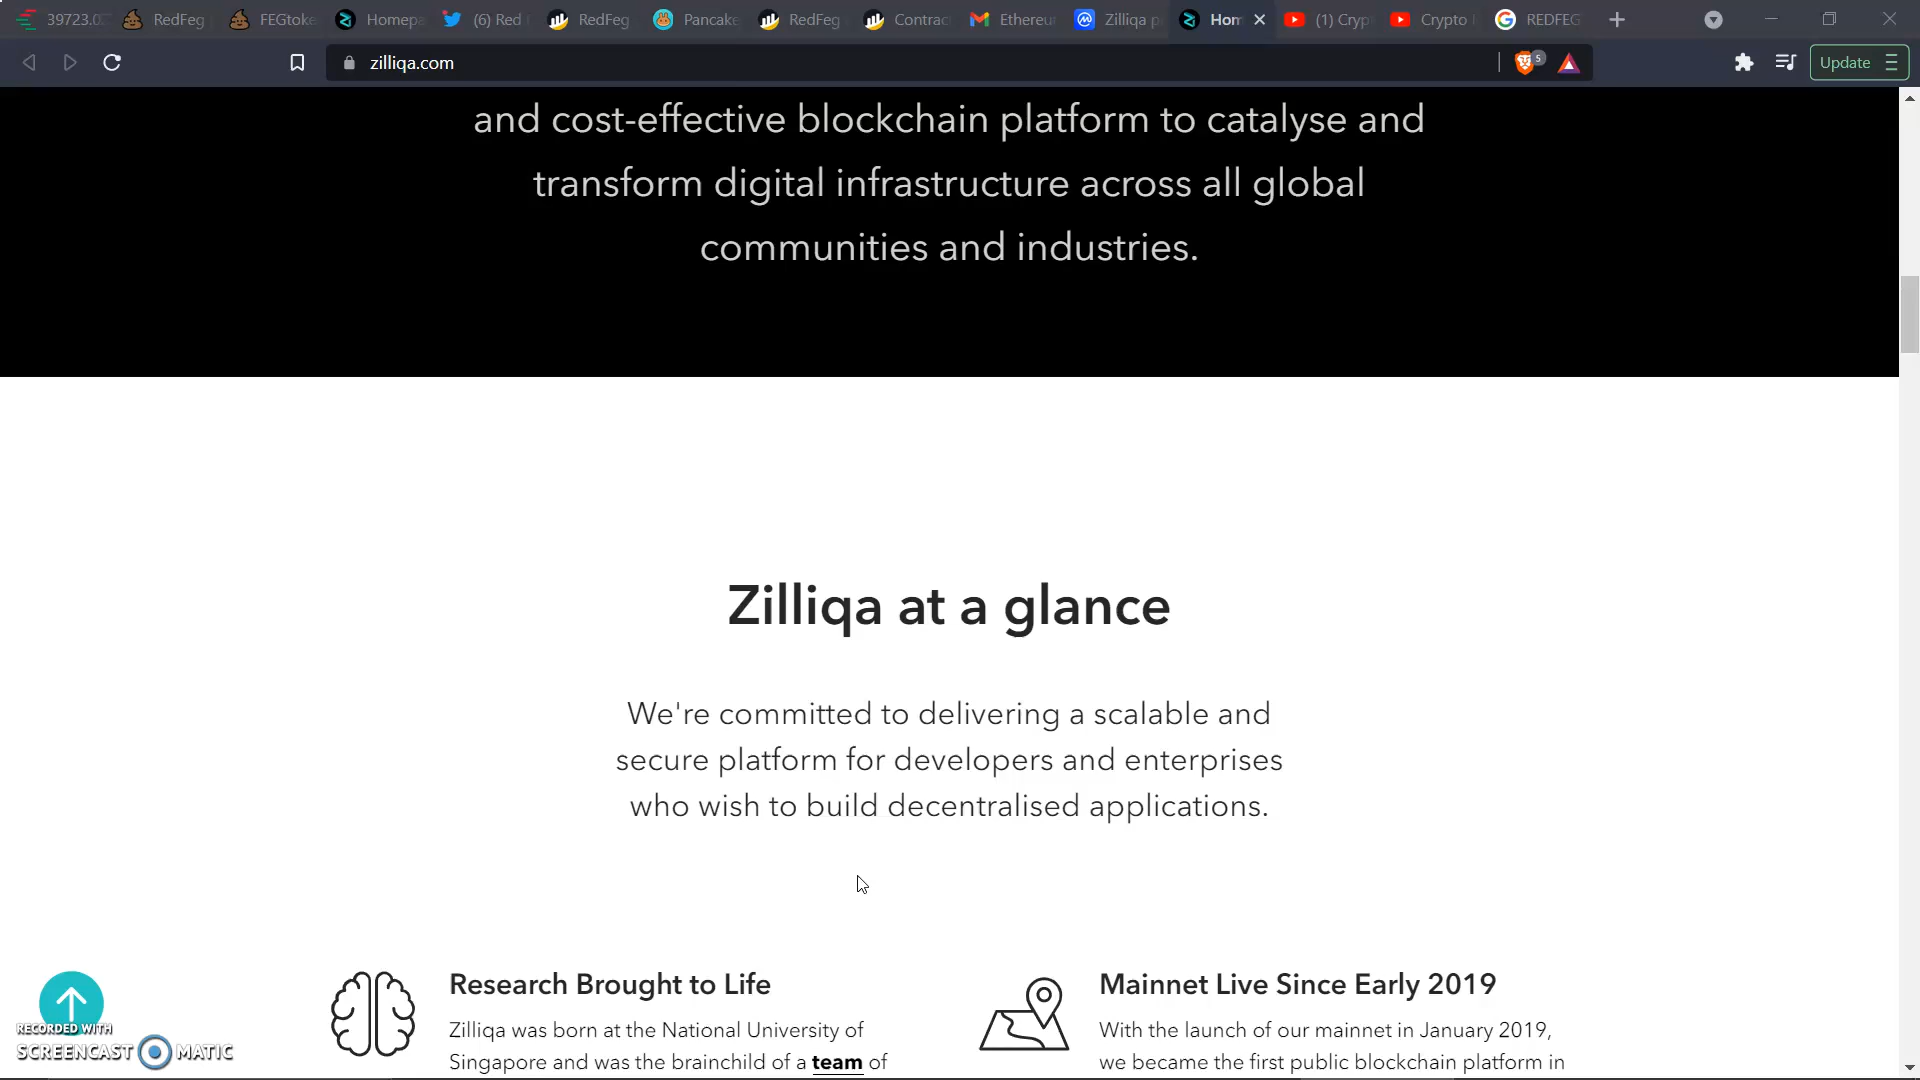 39723.0
RedFeg
FEGtoke
Homepa
(6) Red
RedFeg
Pancake
RedFeg
Contrac
Ethereu
Zilliqa p
Hom
(1) Cryp
Crypto
REDFEG
zilliqa.com
5
Update
and cost-effective blockchain platform to catalyse and
transform digital infrastructure across all global
communities and industries.
Zilliqa at a glance
We're committed to delivering a scalable and
secure platform for developers and enterprises
who wish to build decentralised applications.
Research Brought to Life
Zilliqa was born at the National University of
Singapore and was the brainchild of a team of
Mainnet Live Since Early 2019
With the launch of our mainnet in January 2019,
we became the first public blockchain platform in
RECORDED WITH
SCREENCAST MATIC